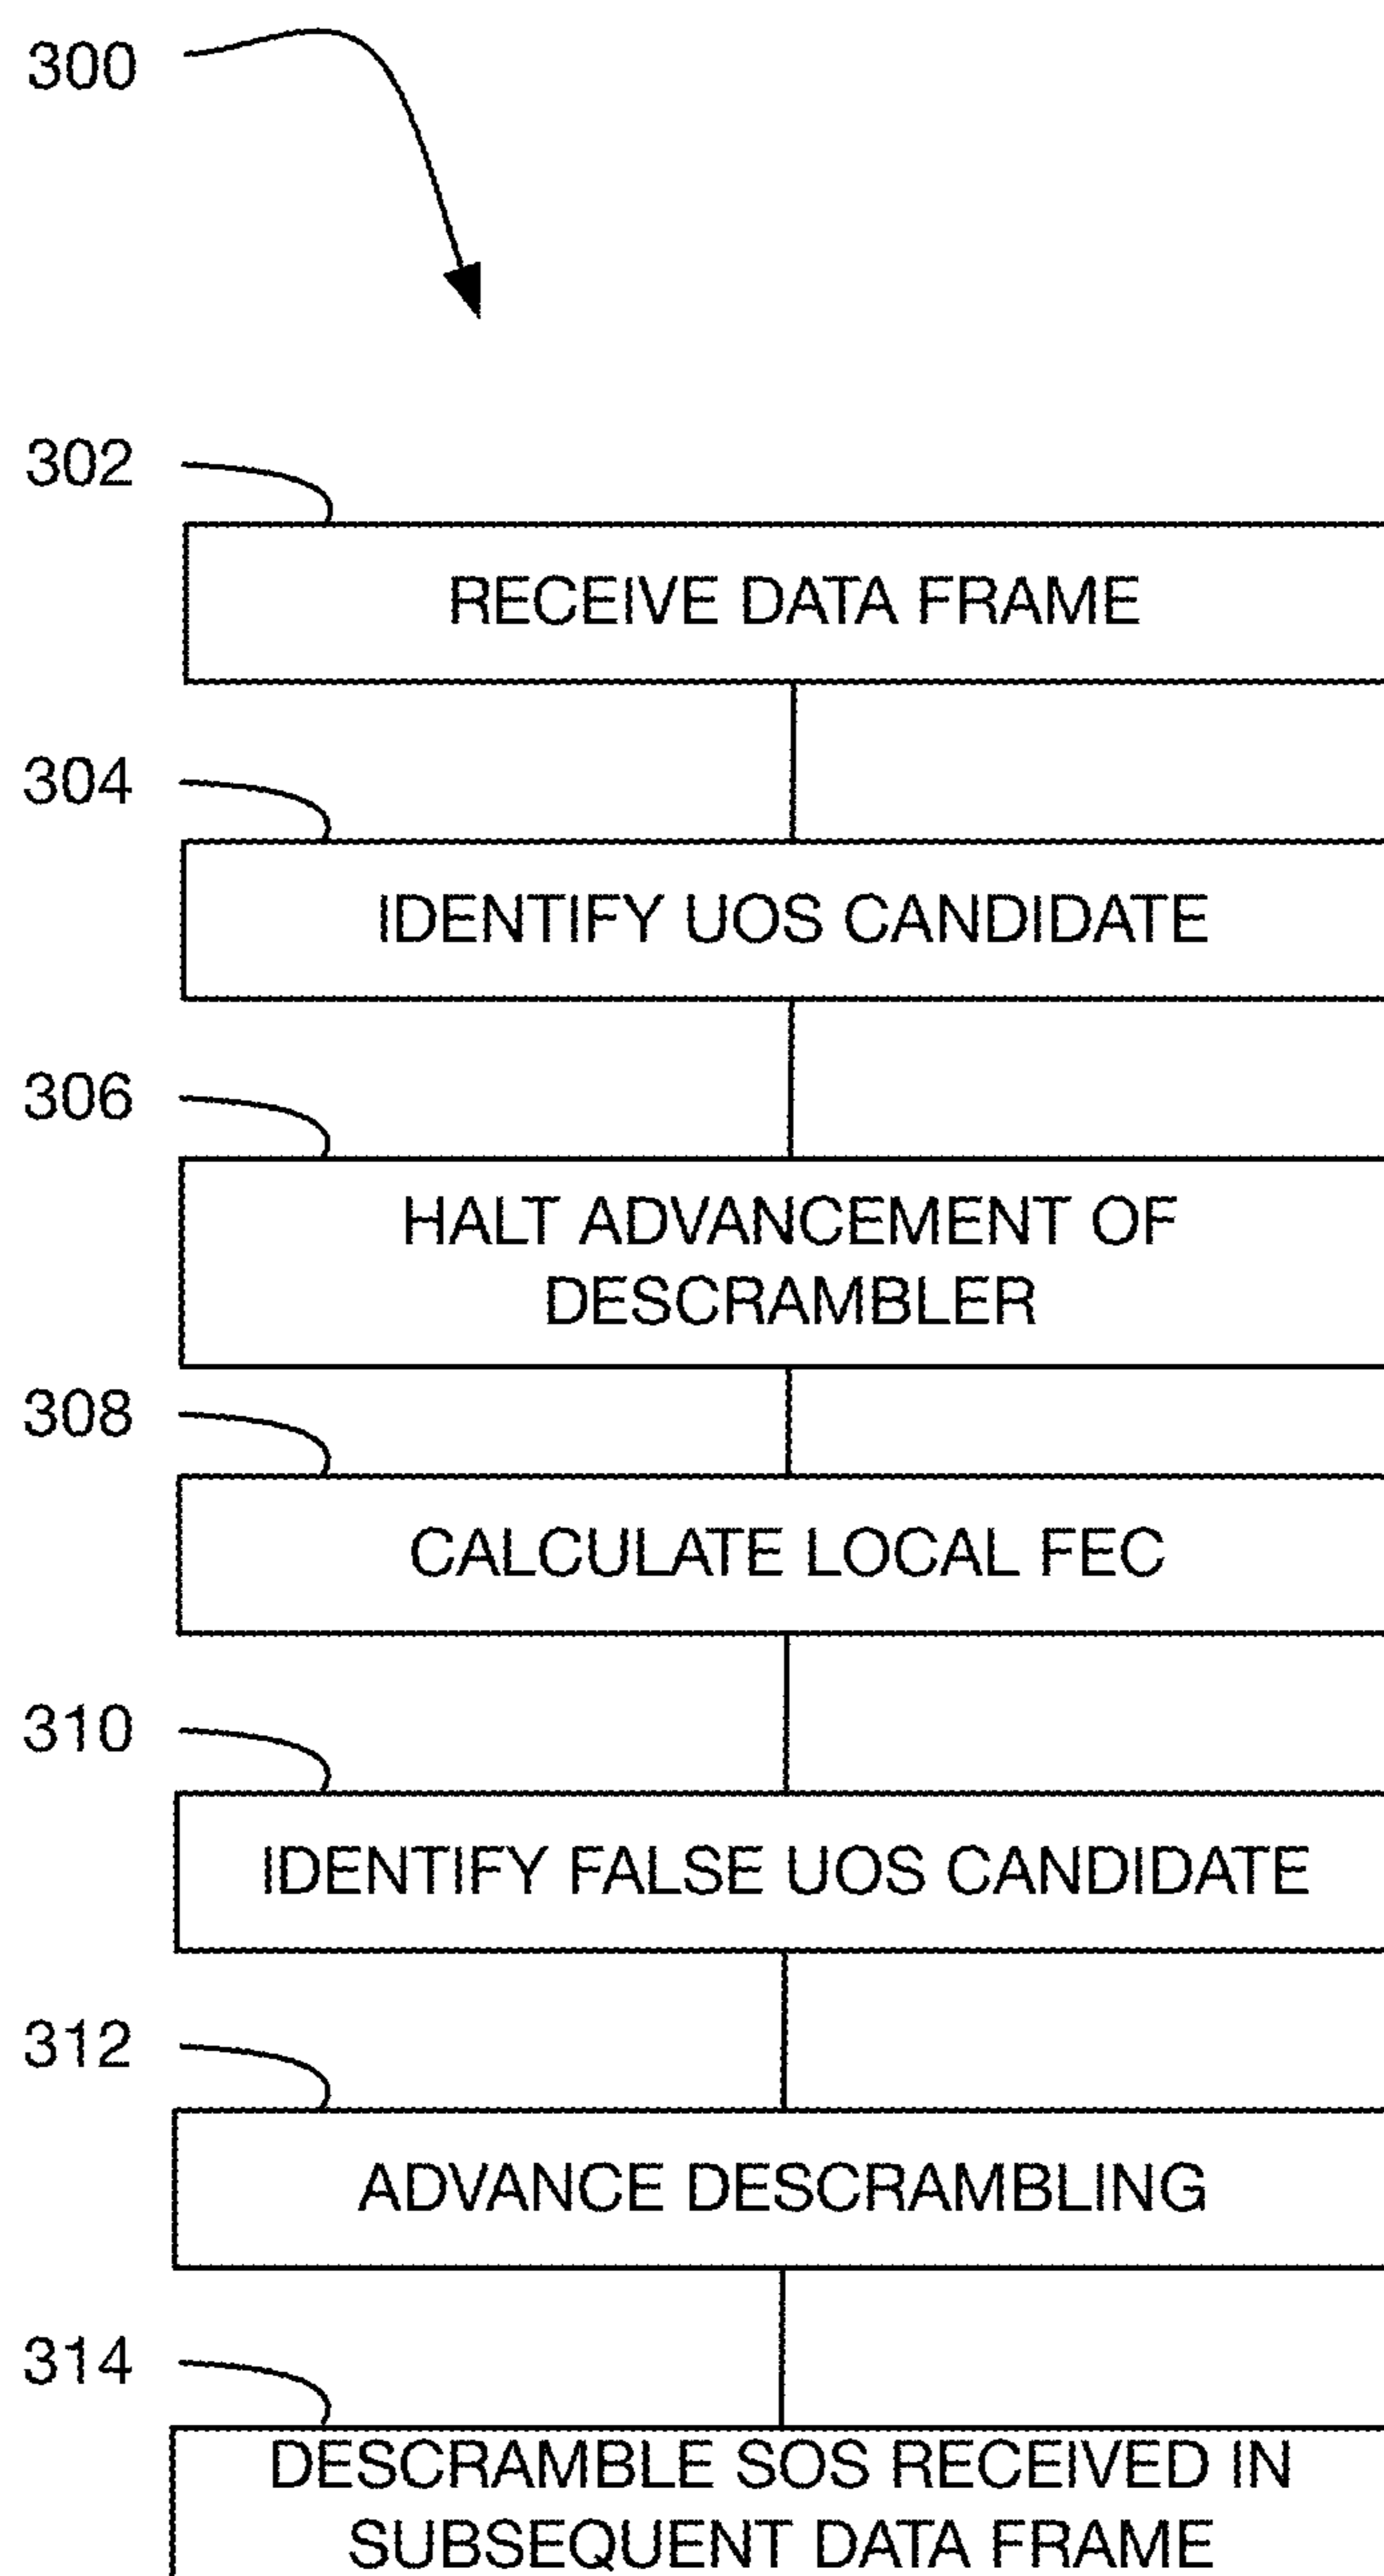 300
302
RECEIVE DATA FRAME
304
IDENTIFY UOS CANDIDATE
306
HALT ADVANCEMENT OF
DESCRAMBLER
308
CALCULATE LOCAL FEC
310
IDENTIFY FALSE UOS CANDIDATE
312
ADVANCE DESCRAMBLING
314
DESCRAMBLE SOS RECEIVED IN
SUBSEQUENT DATA FRAME